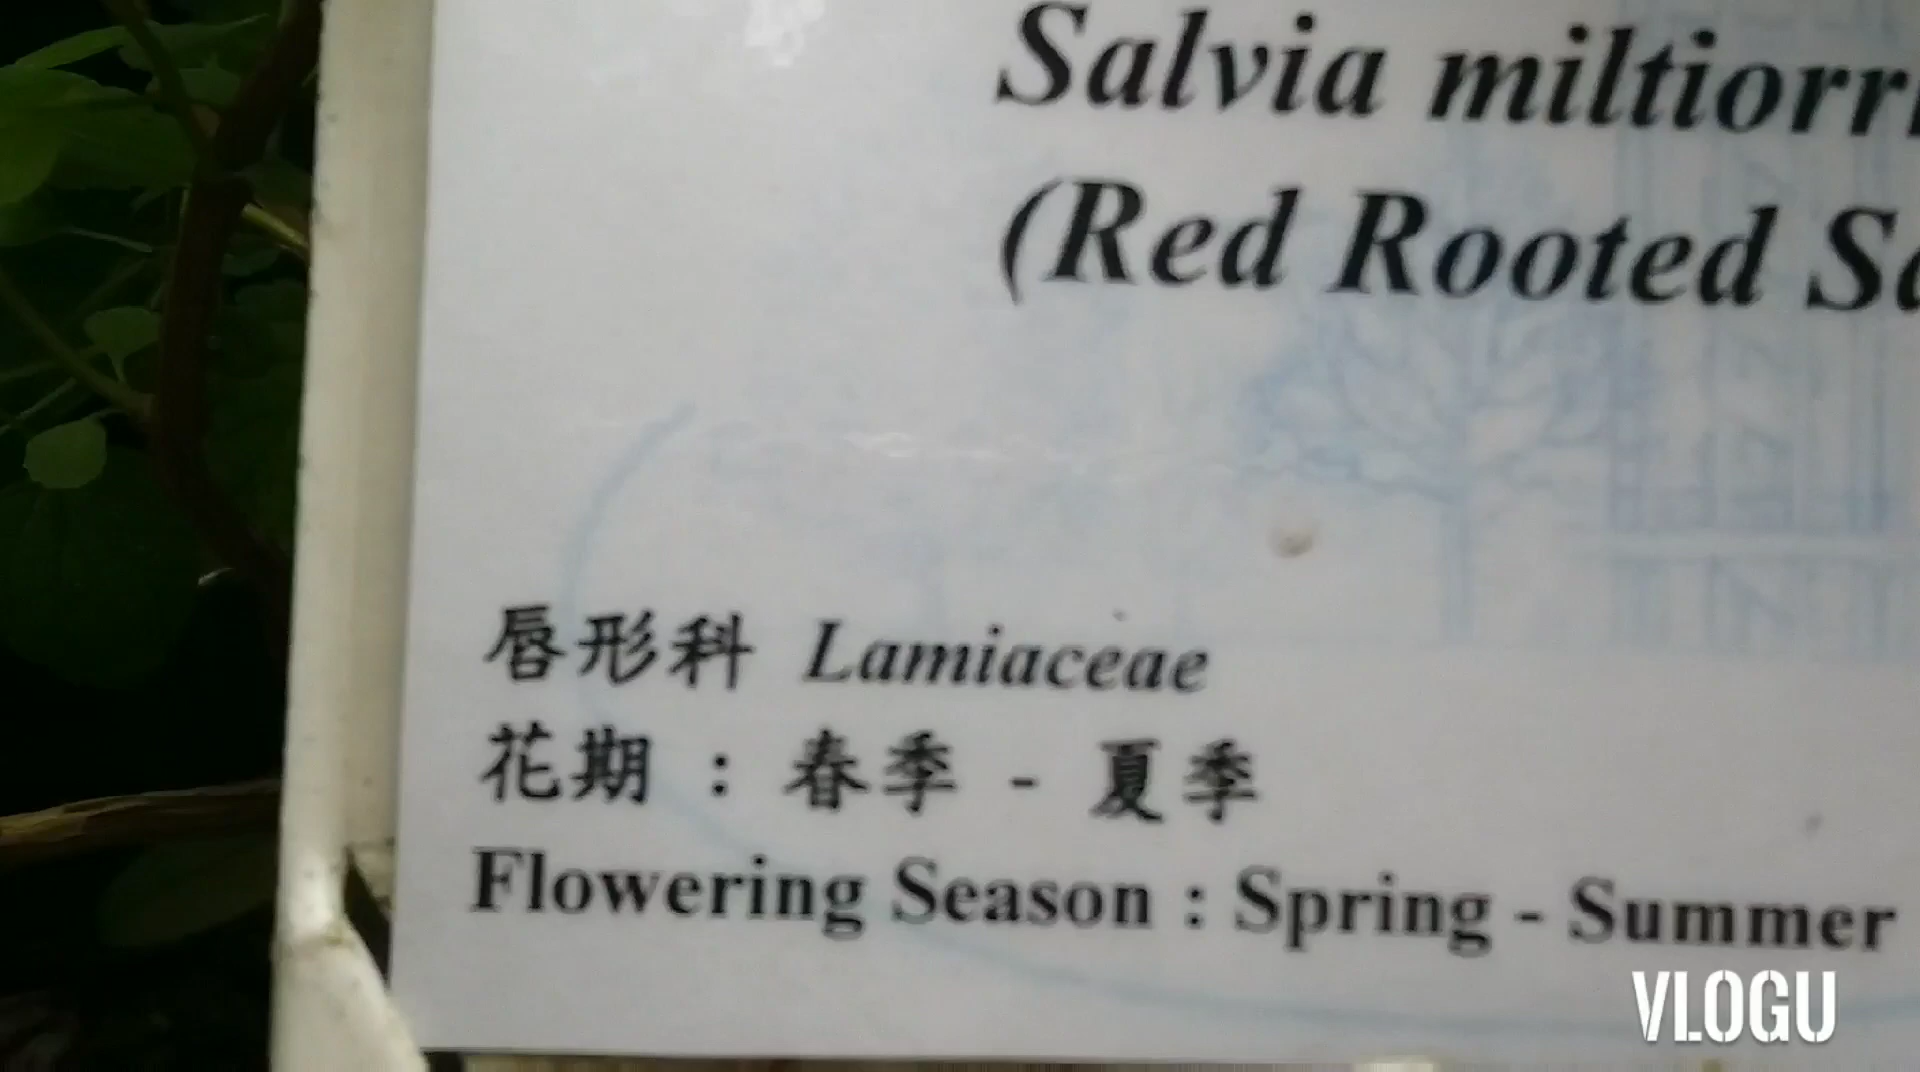 Salvia miltiorr
(Red Rooted S
唇形科 Lamiaceae
花期 : 春季 - 夏季
Flowering Season : Spring - Summer
VLOGU